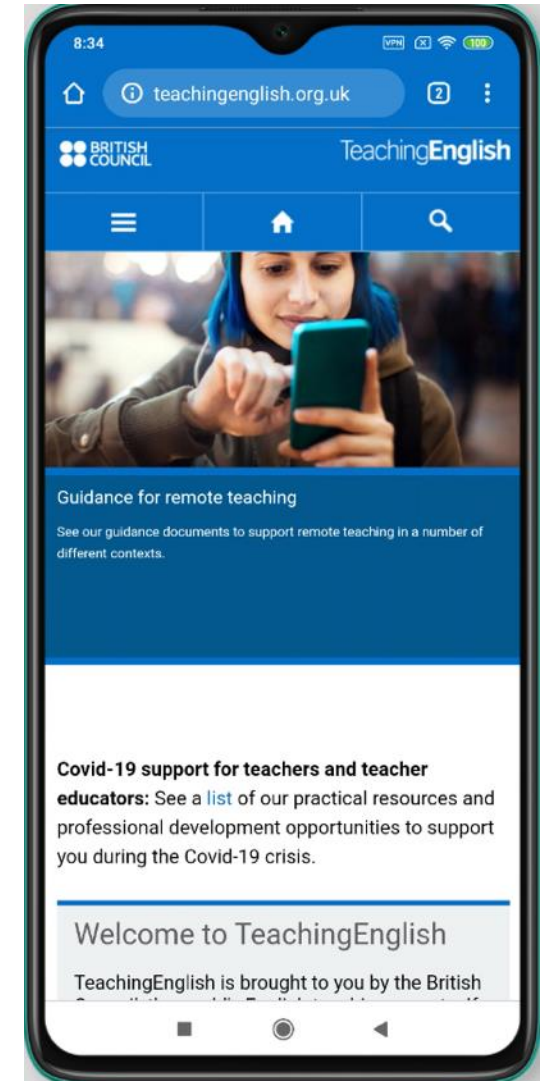 8:34
VPN
100
teachingenglish.org.uk
2
BRITISH
COUNCIL
TeachingEnglish
Guidance for remote teaching
See our guidance documents to support remote teaching in a number of
different contexts.
Covid-19 support for teachers and teacher
educators: See a list of our practical resources and
professional development opportunities to support
you during the Covid-19 crisis.
Welcome to TeachingEnglish
TeachingEnglish is brought to you by the British